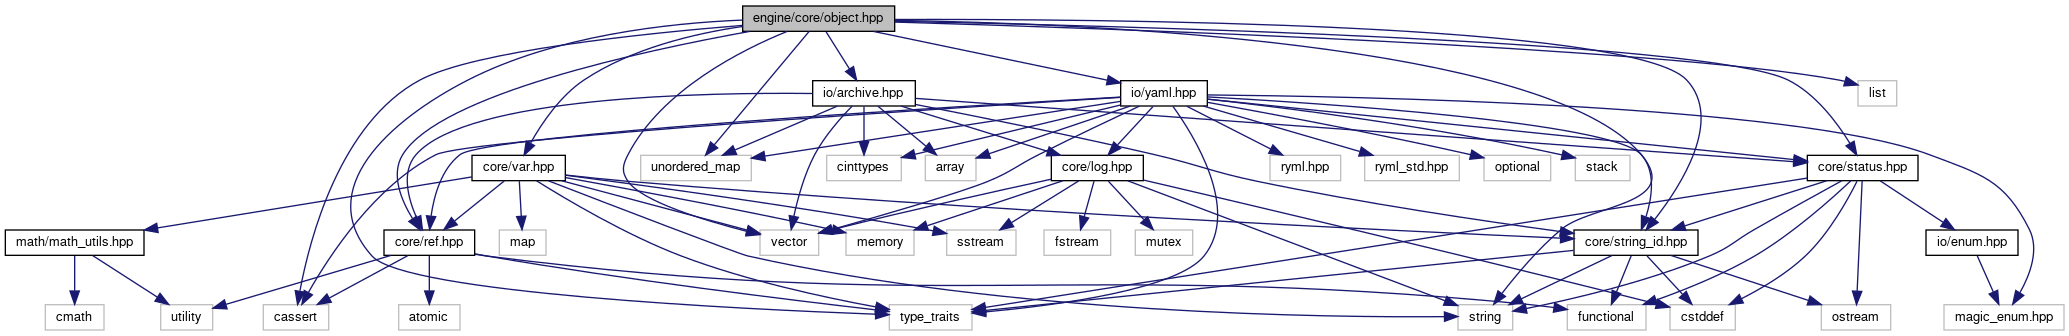 engine/core/object.hpp
io/archive.hpp
io/yaml.hpp
list
core/var.hpp
unordered_map
cinttypes
array
core/log.hpp
ryml.hpp
ryml_std.hpp
optional
stack
core/status.hpp
math/math_utils.hpp
core/ref.hpp
map
vector
memory
sstream
fstream
mutex
core/string_id.hpp
io/enum.hpp
cmath
utility
cassert
atomic
type_traits
string
functional
cstddef
ostream
magic_enum.hpp